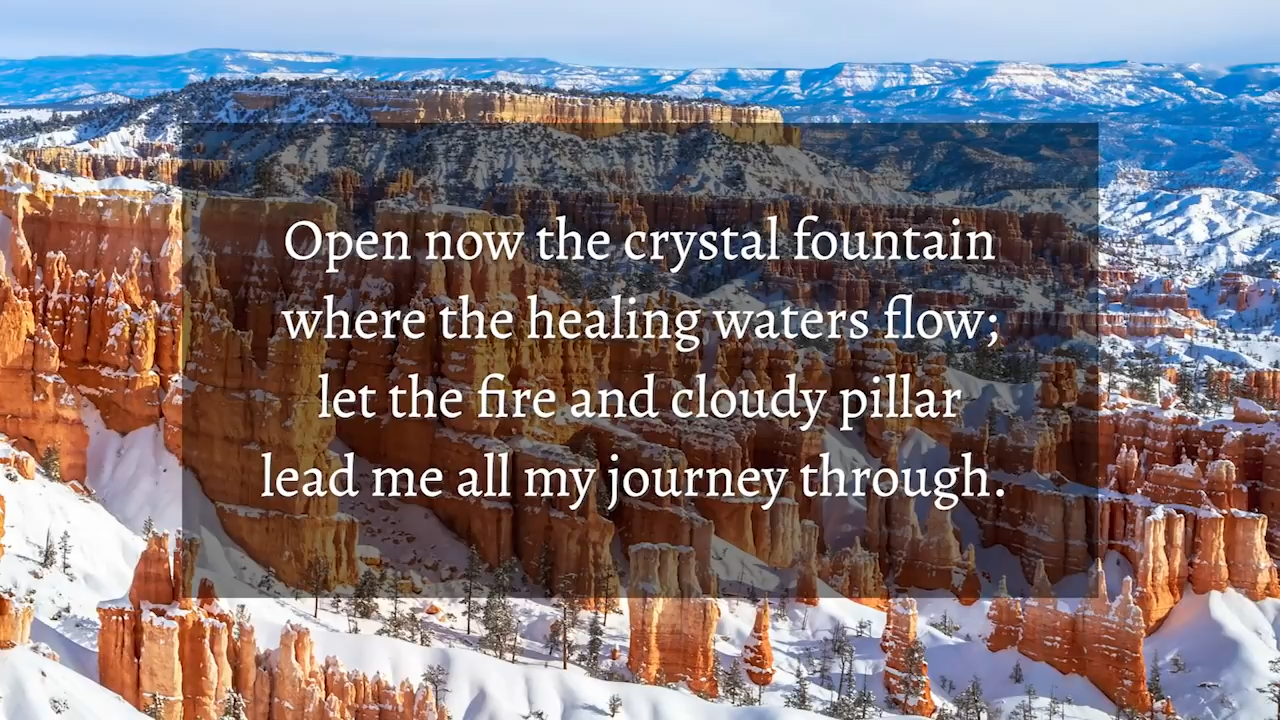 Open now the crystal fountain
where the healing waters flow;
let the fire and cloudy pillar
lead me all my journey through.